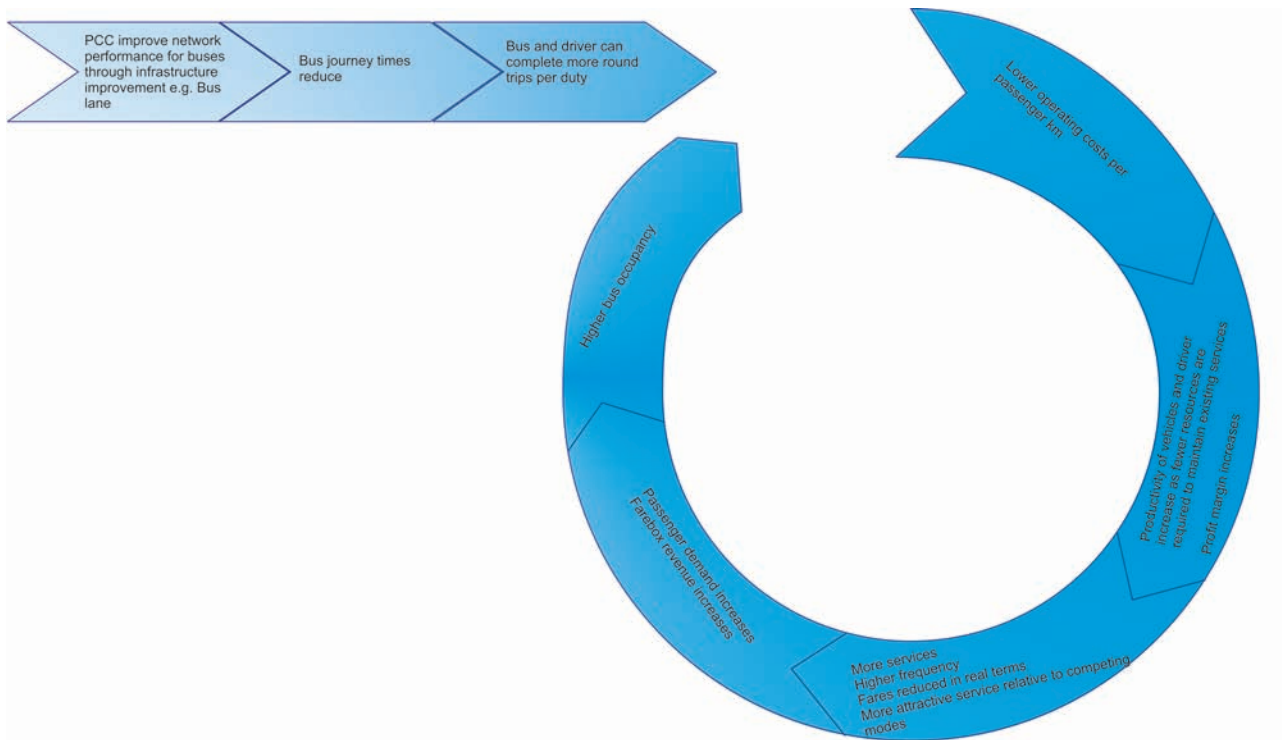 PCC improve network
performance for buses
through infrastructure
improvement e.g. Bus
lane
Bus journey times
reduce
Bus and driver can
complete more round
trips per duty
Lower operating costs per
passenger km
Productivity of vehicles and driver
increase as fewer resources are
required to maintain existing services
Profit margin increases
More services
Higher frequency
Fares reduced in real terms
More attractive service relative to competing
modes
Passenger demand increases
Farebox revenue increases
Higher bus occupancy